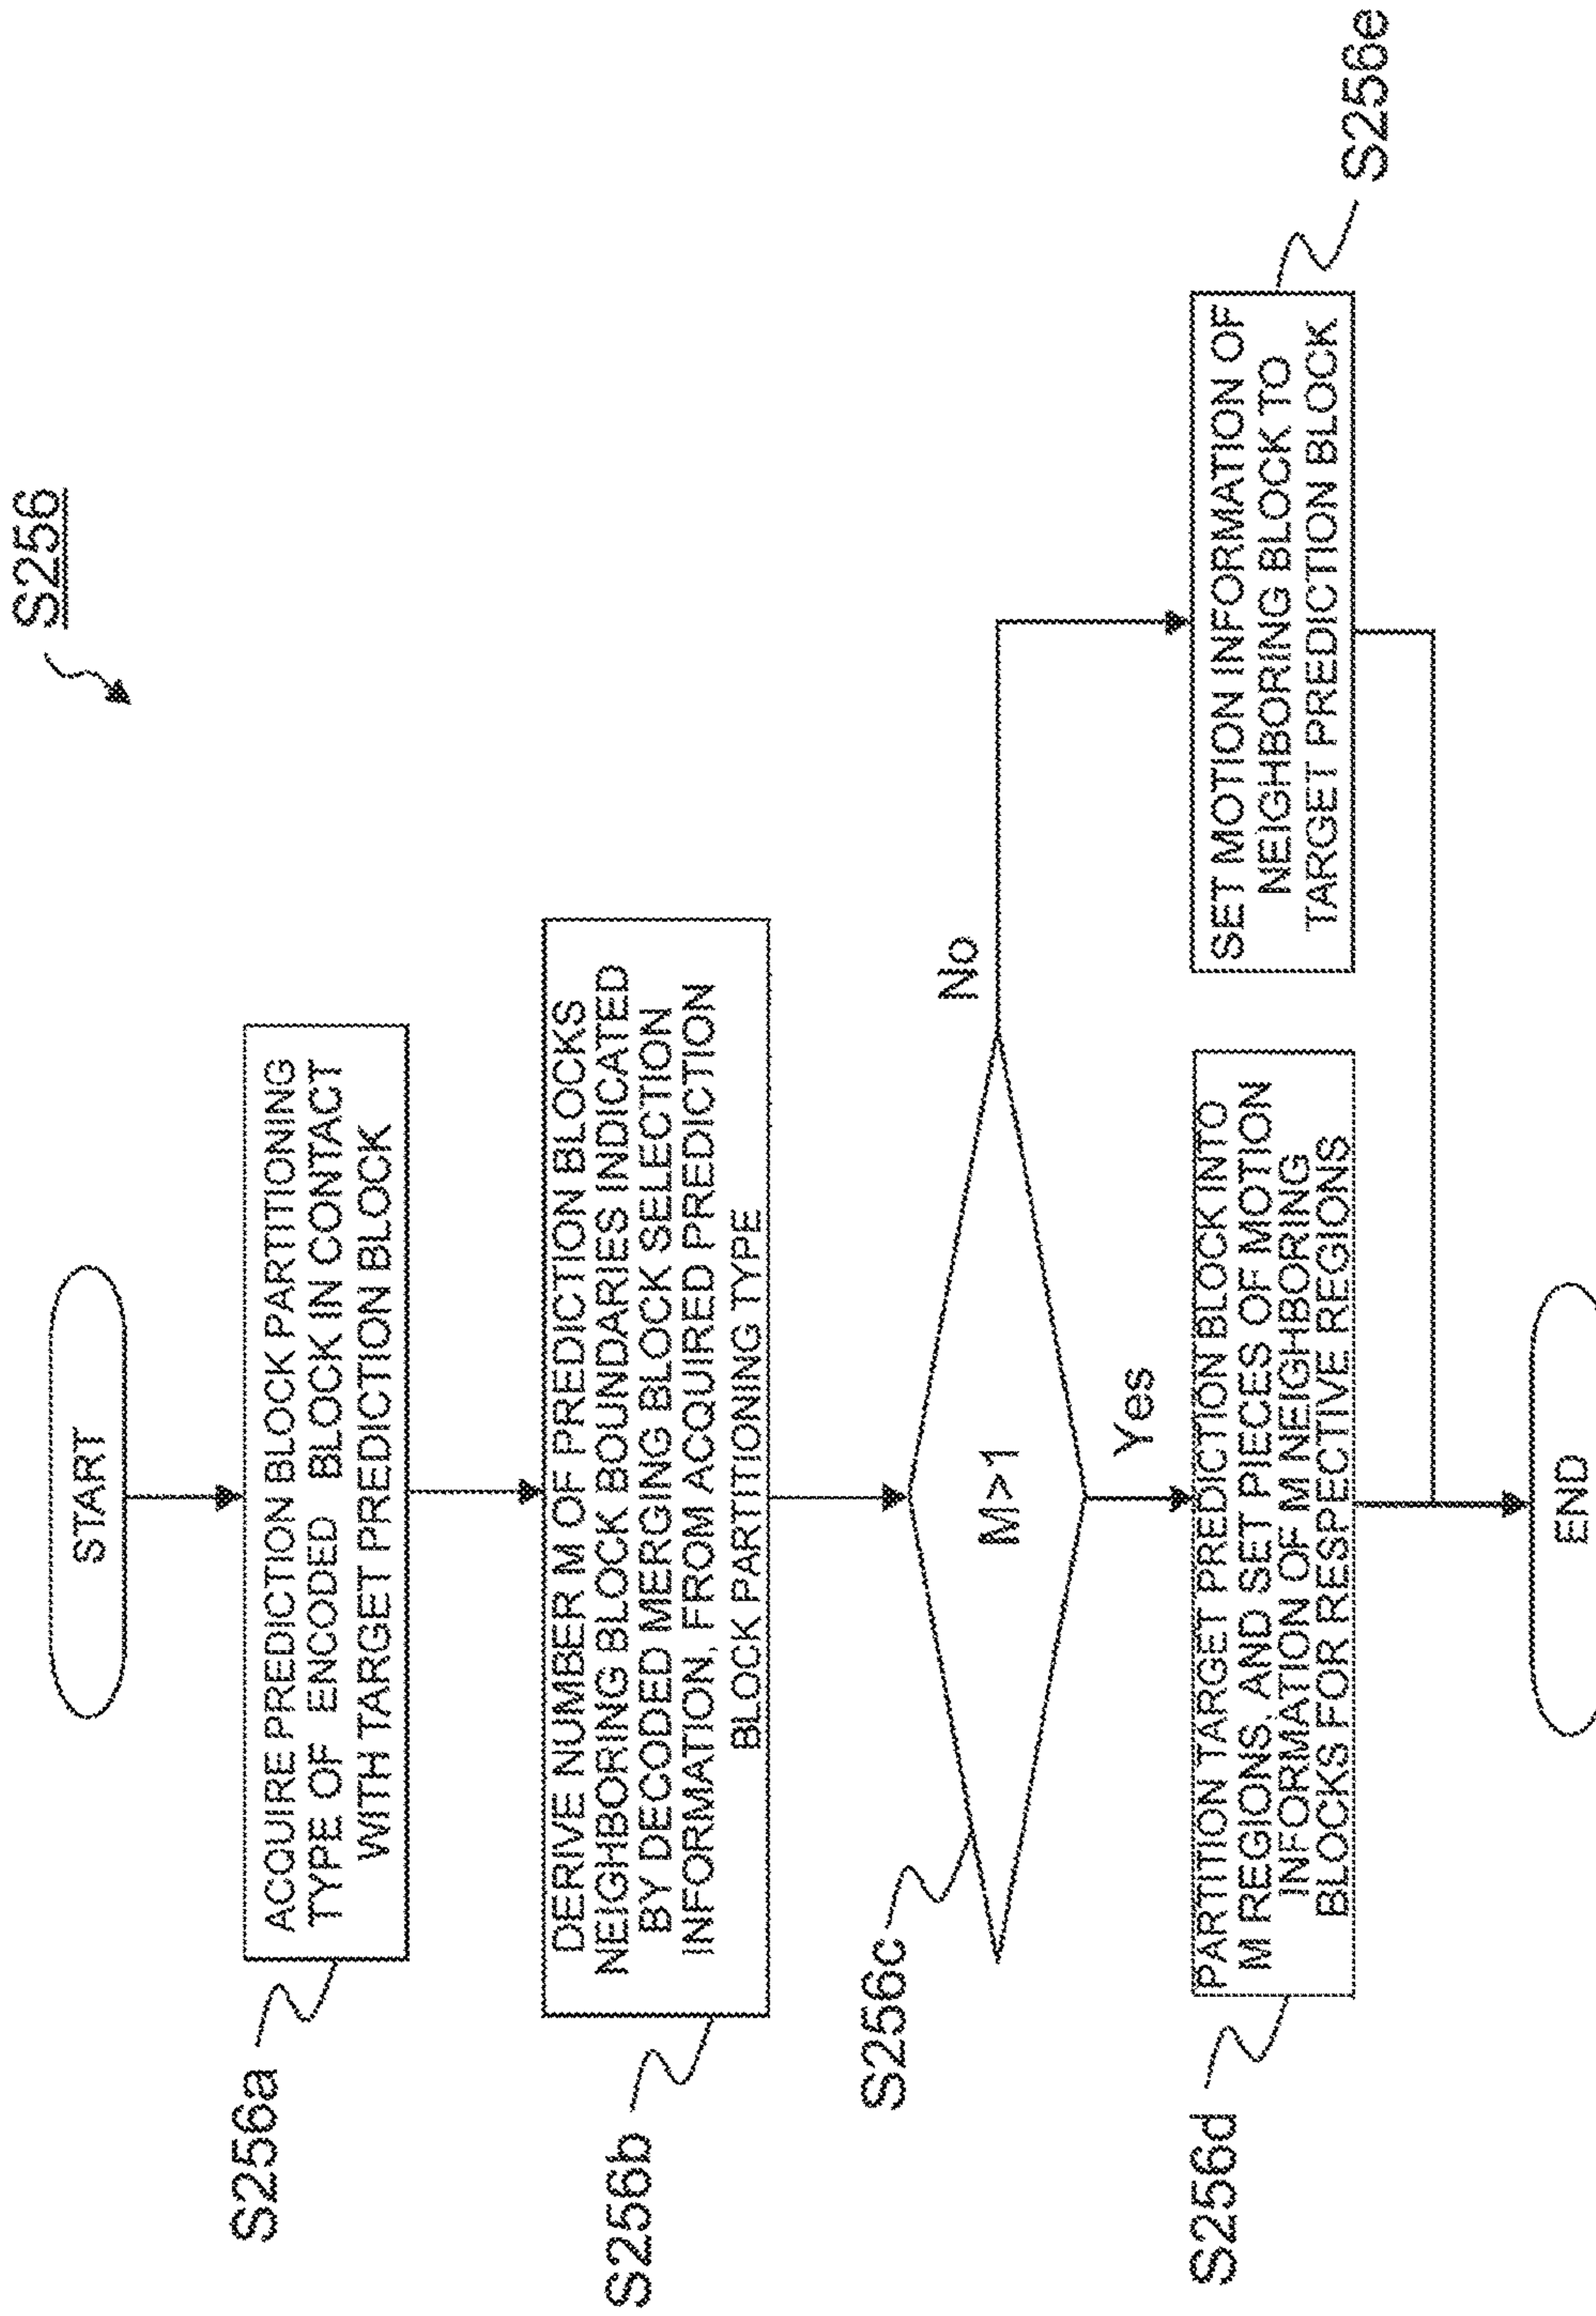 S256
START
S256a
ACQUIRE PREDICTION BLOCK PARTITIONING
TYPE OF ENCODED BLOCK IN CONTACT
WITH TARGET PREDICTION BLOCK
S256b
DERIVE NUMBER M OF PREDICTION BLOCKS
NEIGHBORING BLOCK BOUNDARIES INDICATED
BY DECODED MERGING BLOCK SELECTION
INFORMATION, FROM ACQUIRED PREDICTION
BLOCK PARTITIONING TYPE
S256c
M>1
No
Yes
S256d
PARTITION TARGET PREDICTION BLOCK INTO
M REGIONS, AND SET PIECES OF MOTION
INFORMATION OF M NEIGHBORING
BLOCKS FOR RESPECTIVE REGIONS
SET MOTION INFORMATION OF
NEIGHBORING BLOCK TO
TARGET PREDICTION BLOCK
S256e
END